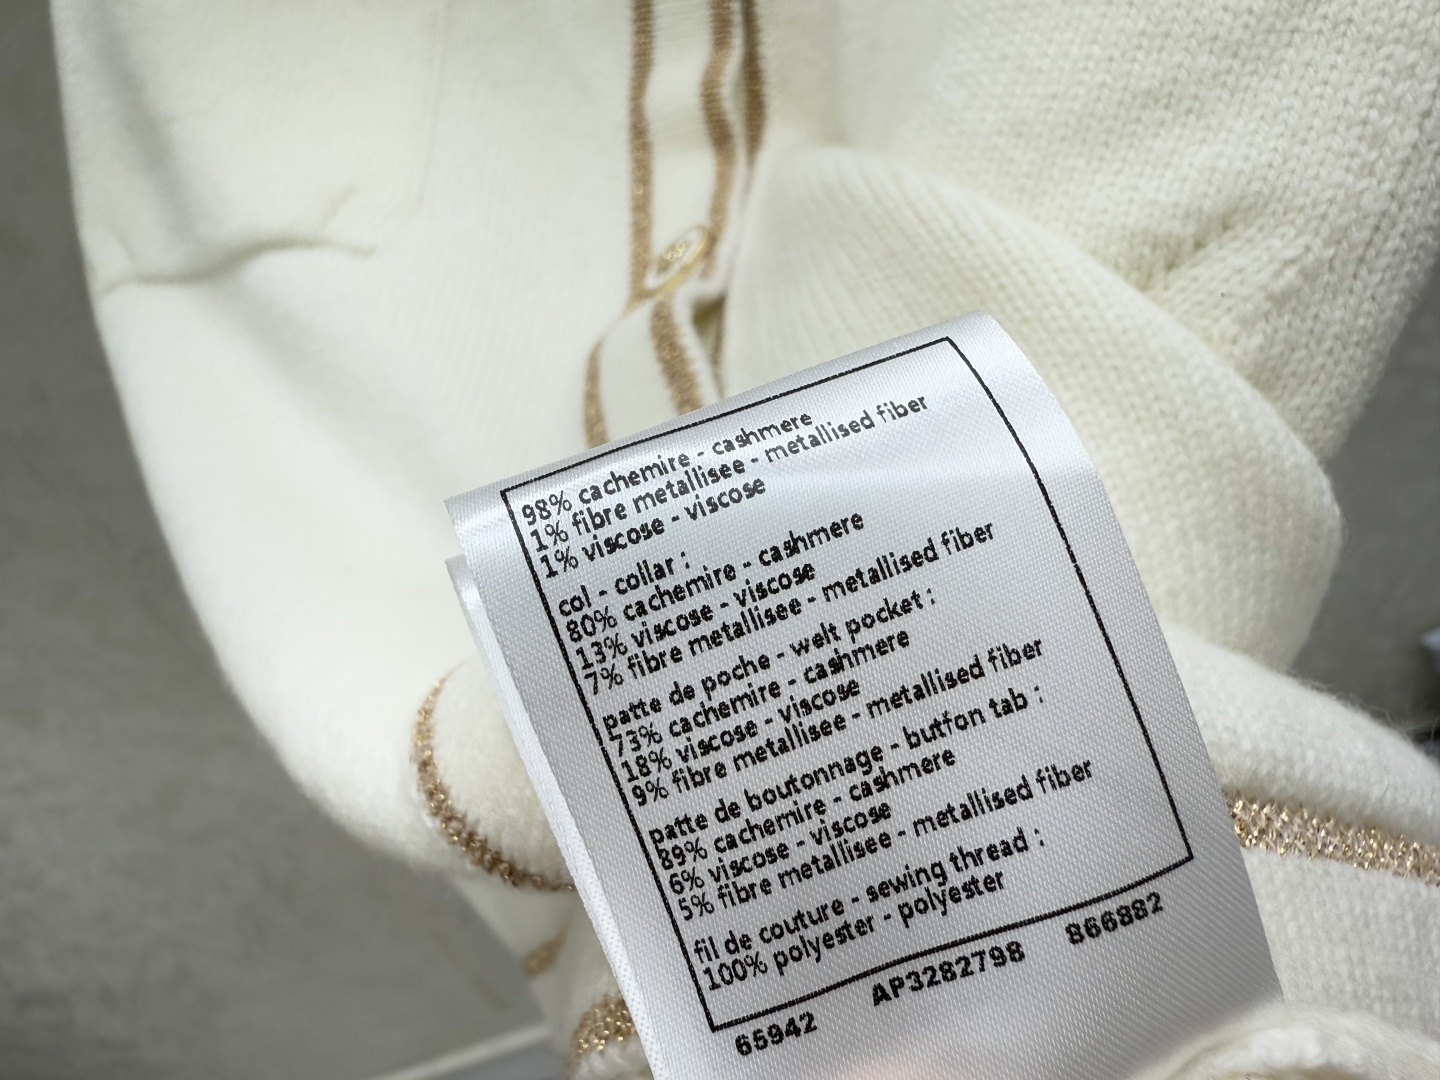 98% cachemire - cashmere
1% fibre metallisee - metallised fiber
1% viscose - viscose
col - collar :
80% cachemire - cashmere
13% viscose - viscose
7% fibre metallisee - metallised fiber
patte de poche - welt pocket :
73% cachemire - cashmere
18% viscose - viscose
9% fibre metallisee - metallised fiber
patte de boutonnage - button tab :
89% cachemire - cashmere
6% viscose - viscose
5% fibre metallisee - metallised fiber
fil de couture - sewing thread :
100% polyester - polyester
65942 AP3282798 866882